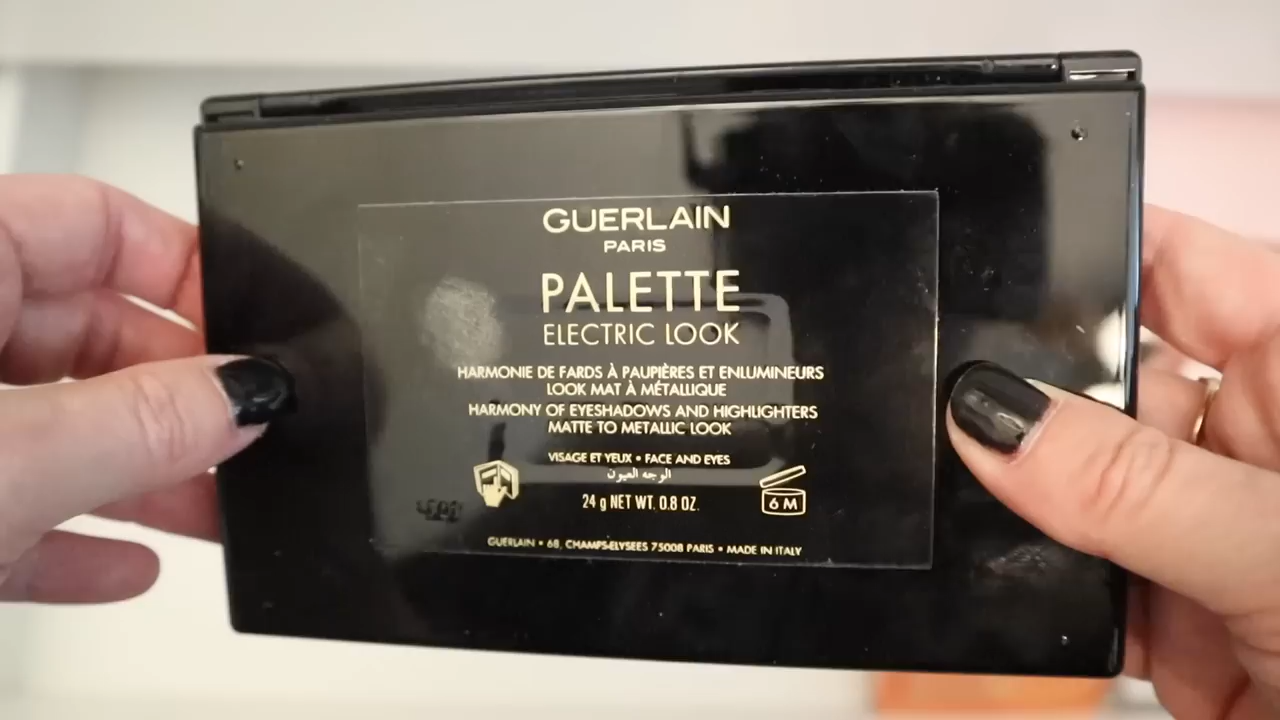 GUERLAIN
PARIS
PALETTE
ELECTRIC LOOK
HARMONIE DE FARDS À PAUPIÈRES ET ENLUMINEURS
LOOK MAT À MÉTALLIQUE
HARMONY OF EYESHADOWS AND HIGHLIGHTERS
MATTE TO METALLIC LOOK
VISAGE ET YEUX • FACE AND EYES
الوجه العيون
24 g NET WT. 0.8 OZ.
6 M
GUERLAIN • 68, CHAMPS-ELYSEES 75008 PARIS • MADE IN ITALY